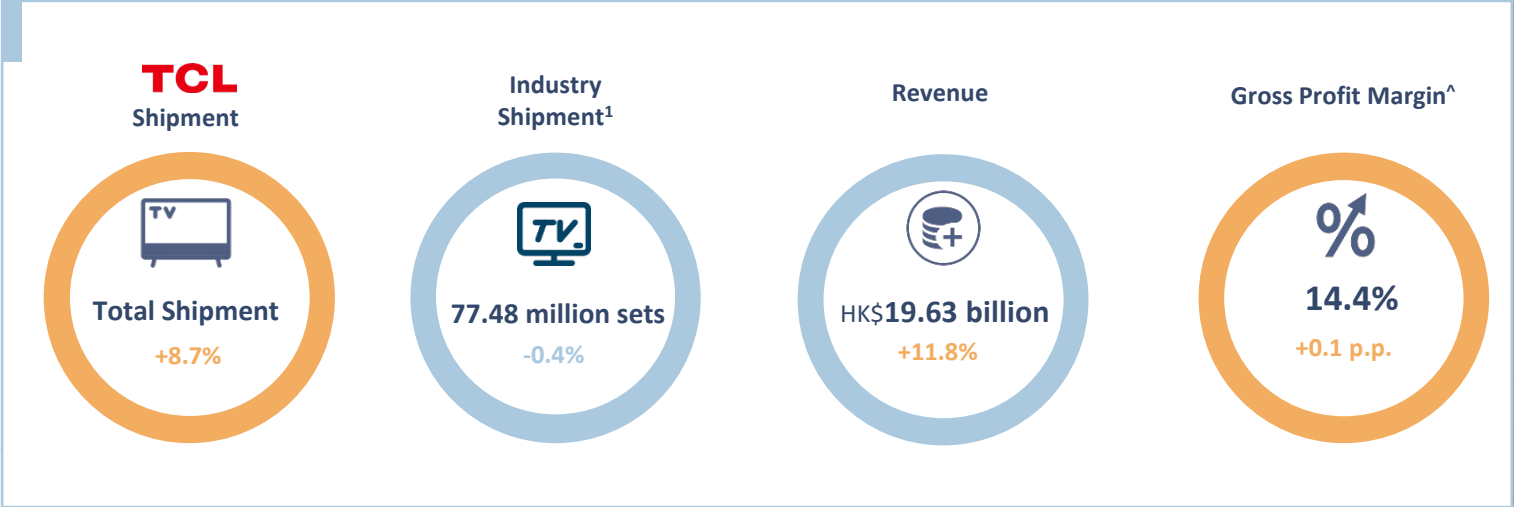 TCL
Shipment
TV
Total Shipment
+8.7%
Industry
Shipment1
TV
77.48 million sets
-0.4%
Revenue
HK$19.63 billion
+11.8%
Gross Profit Margin^
%
14.4%
+0.1 p.p.